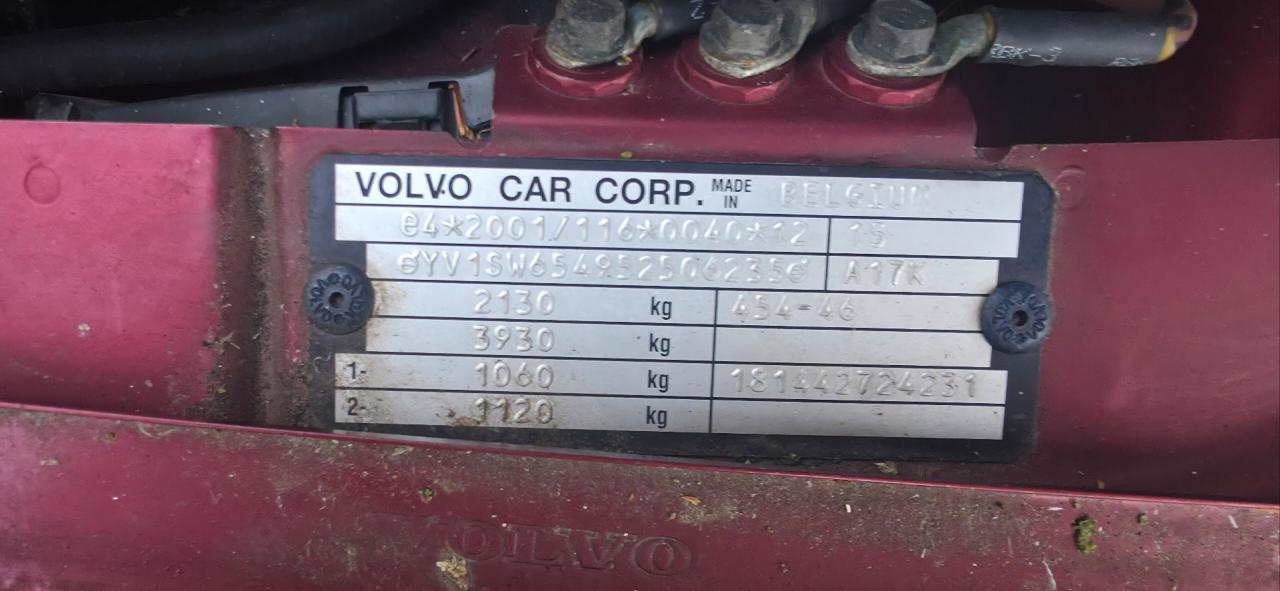 VOLVO CAR CORP. MADE IN BELGIUM
e4*2001/116*0040*12 15
YV1SW654952506235 A17K
2130 kg 454-46
3930 kg
1- 1060 kg 181442724231
2- 1120 kg
VOLVO